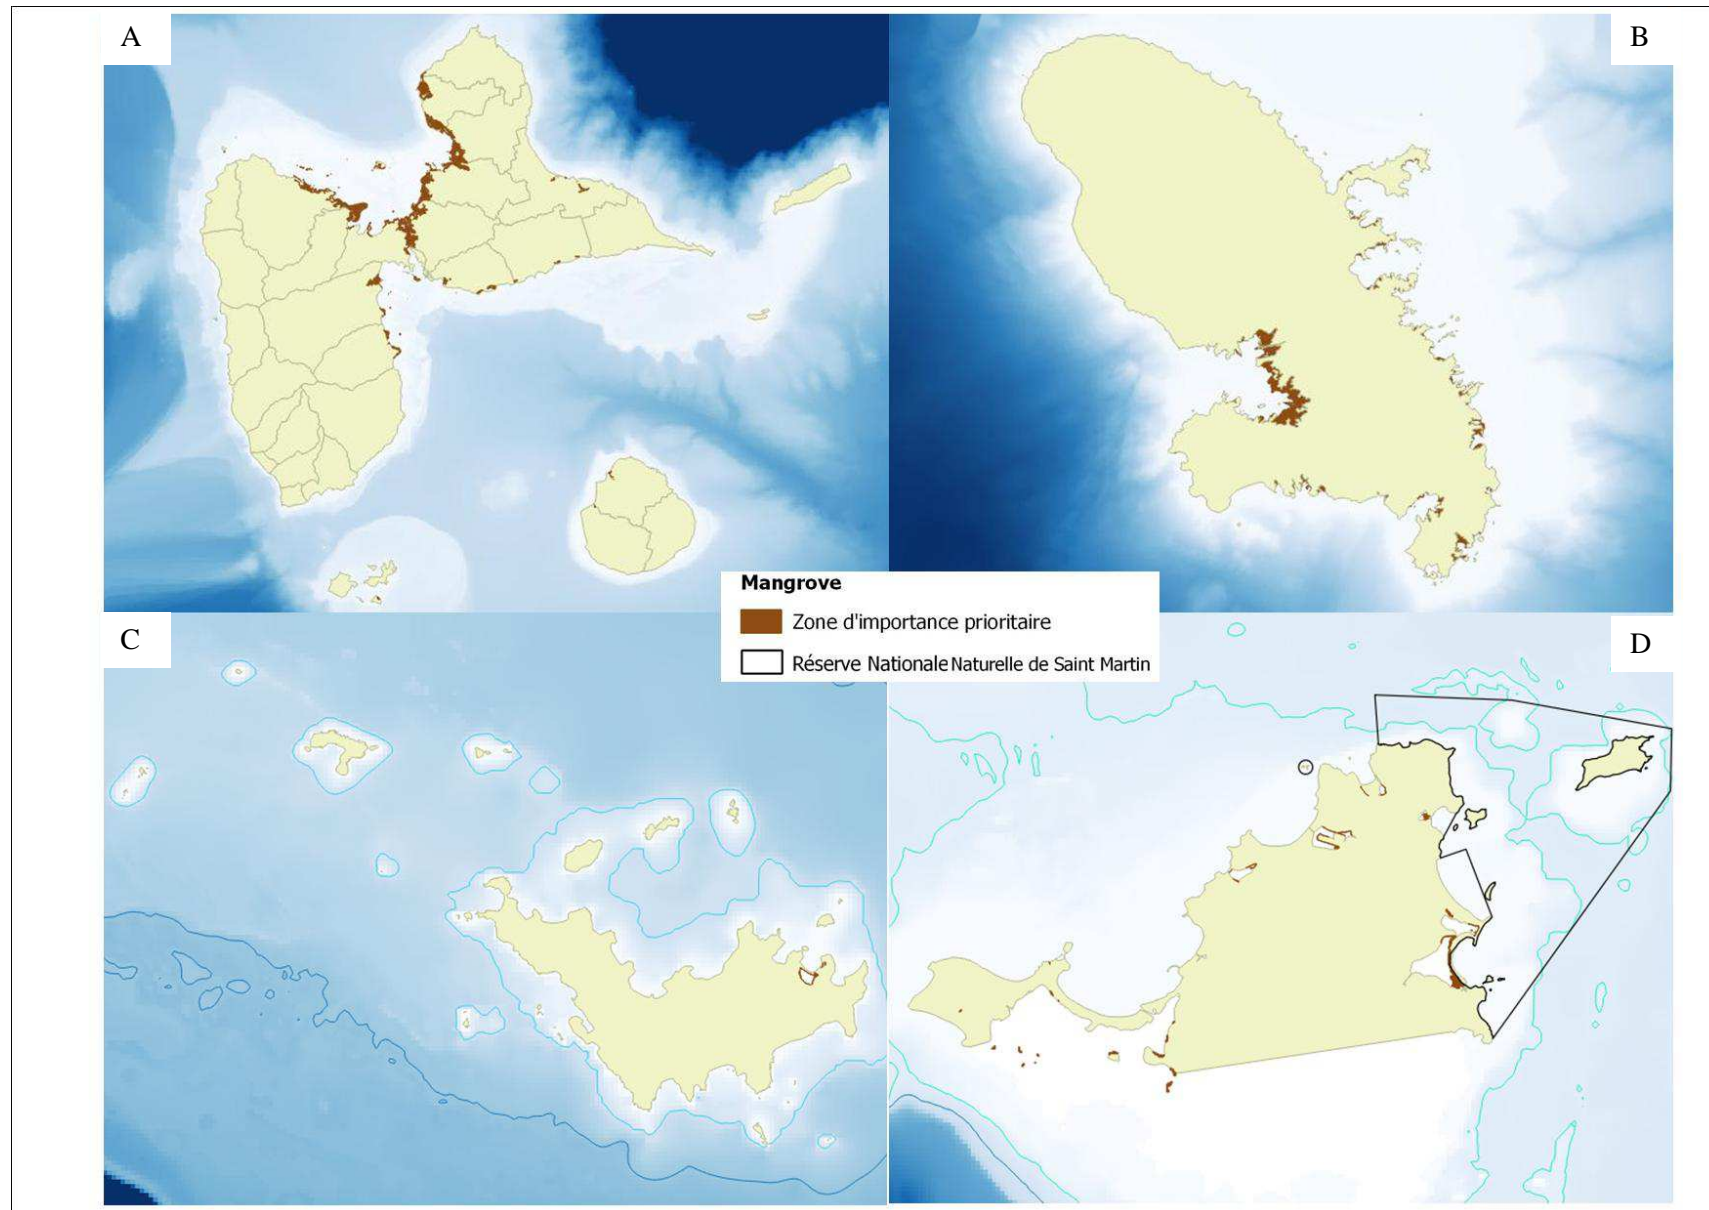 A
B
Mangrove
Zone d'importance prioritaire
Réserve Nationale Naturelle de Saint Martin
C
D